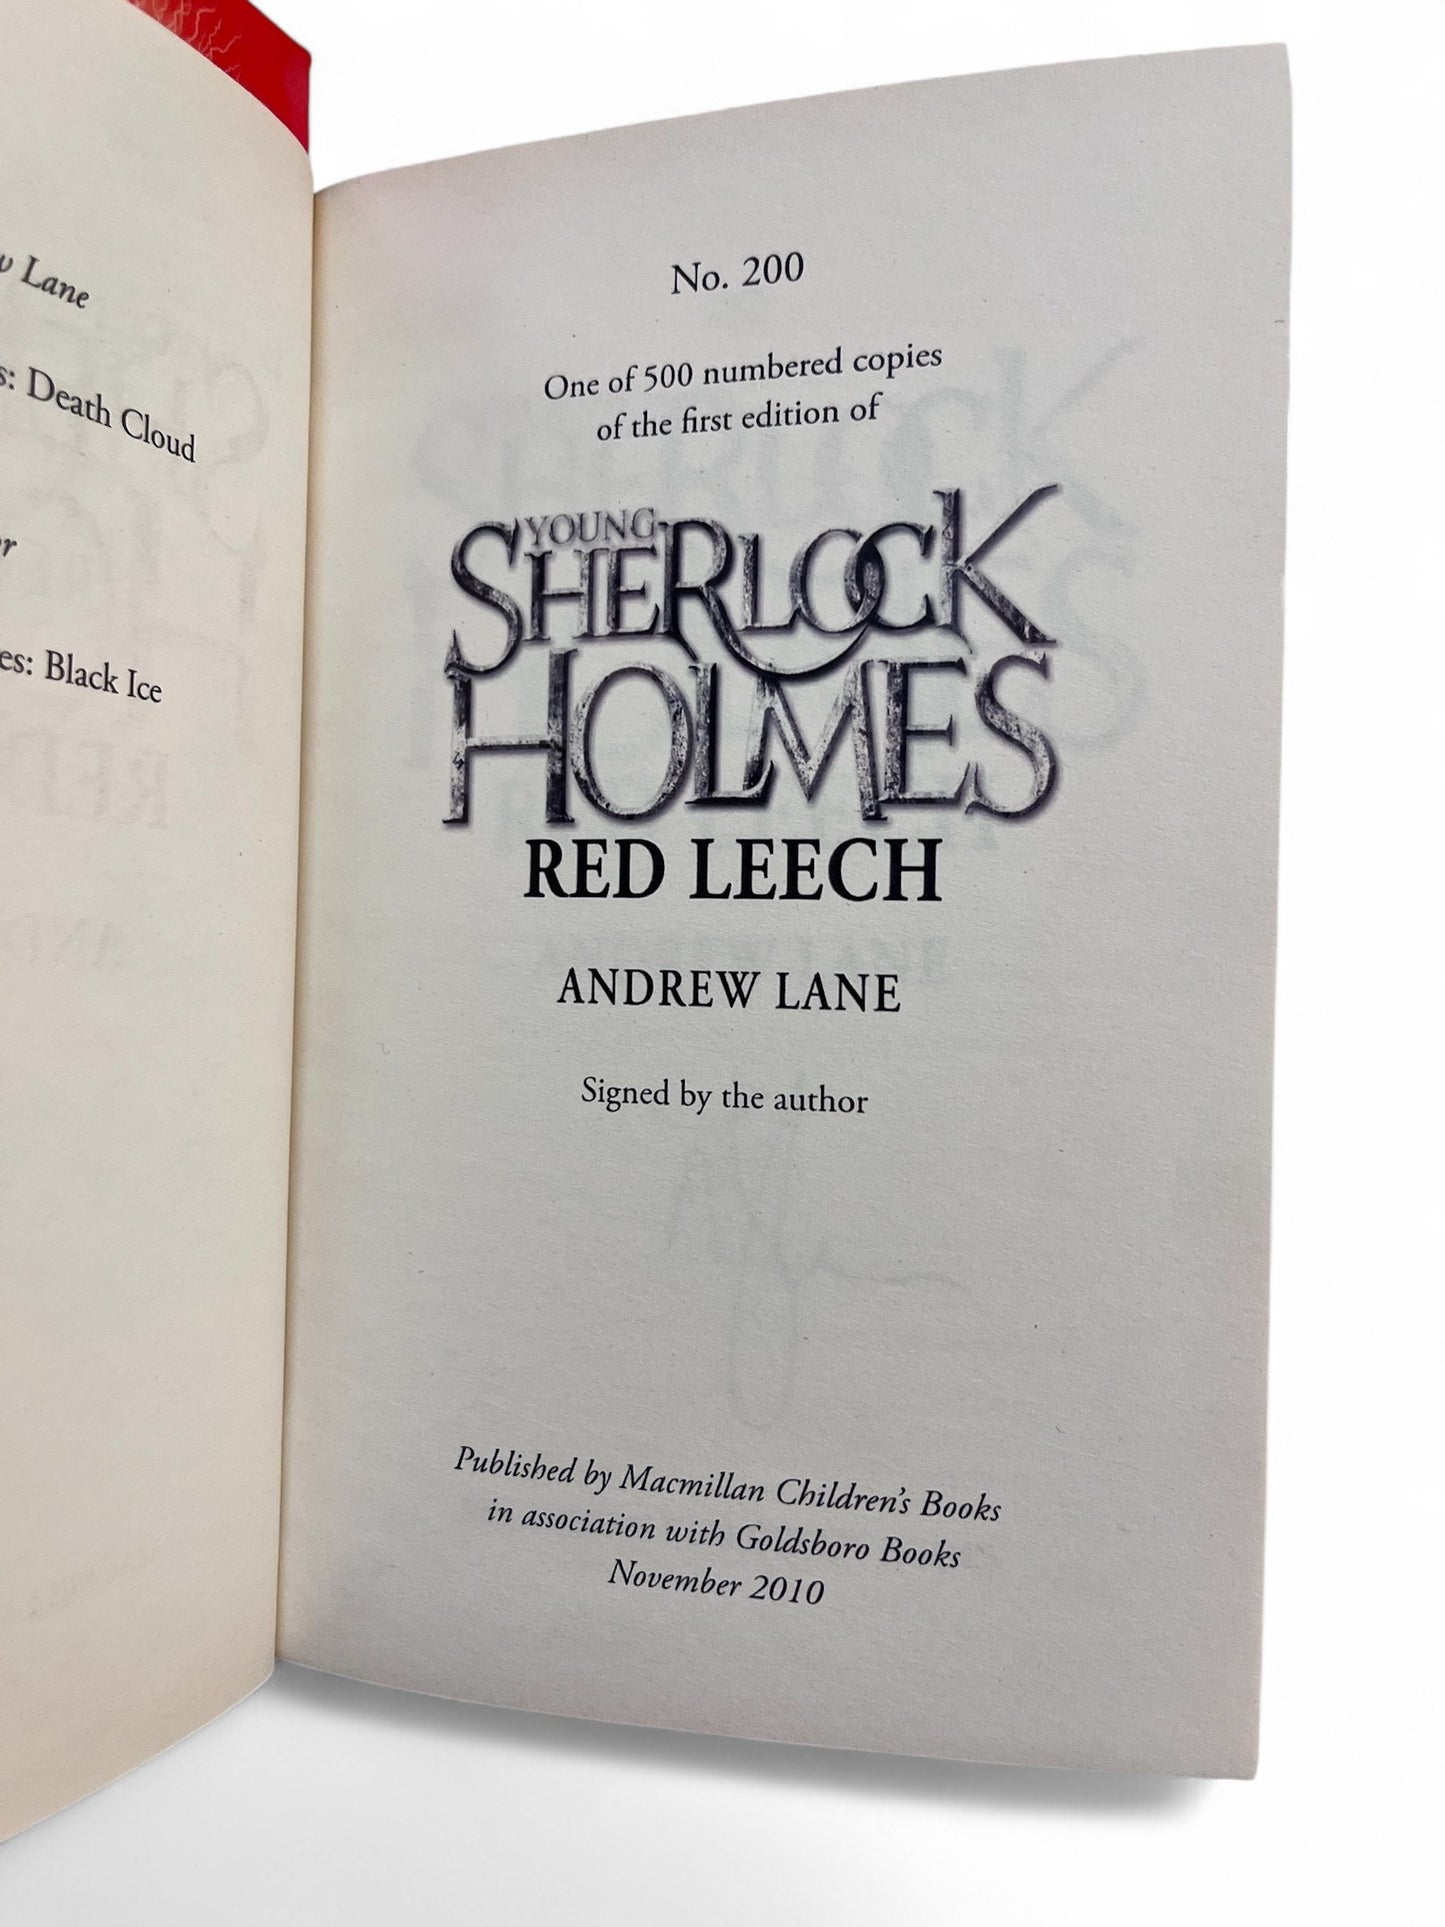 Lane
Death Cloud
Black Ice
No. 200
One of 500 numbered copies
of the first edition of
YOUNG
SHERLOCK
HOLMES
RED LEECH
ANDREW LANE
Signed by the author
Published by Macmillan Children's Books
in association with Goldsboro Books
November 2010